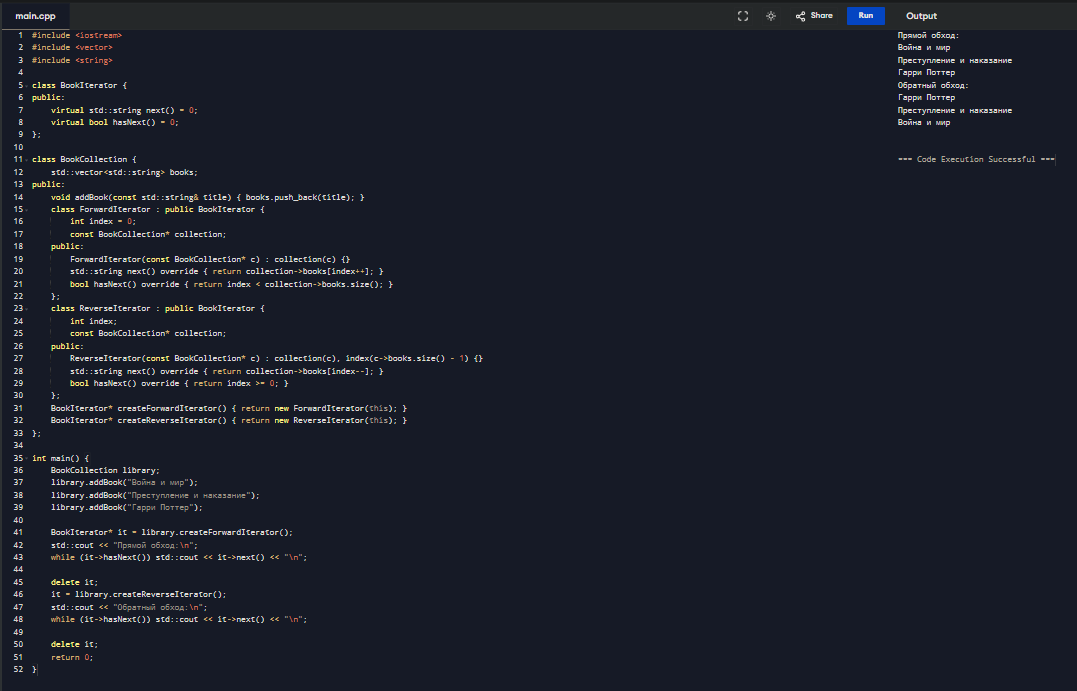 main.cpp
Share
Run
Output
1 #include <iostream>
2 #include <vector>
3 #include <string>
4
5 class BookIterator {
6 public:
7     virtual std::string next() = 0;
8     virtual bool hasNext() = 0;
9 };
10
11 class BookCollection {
12     std::vector<std::string> books;
13 public:
14     void addBook(const std::string& title) { books.push_back(title); }
15     class ForwardIterator : public BookIterator {
16         int index = 0;
17         const BookCollection* collection;
18     public:
19         ForwardIterator(const BookCollection* c) : collection(c) {}
20         std::string next() override { return collection->books[index++]; }
21         bool hasNext() override { return index < collection->books.size(); }
22     };
23     class ReverseIterator : public BookIterator {
24         int index;
25         const BookCollection* collection;
26     public:
27         ReverseIterator(const BookCollection* c) : collection(c), index(c->books.size() - 1) {}
28         std::string next() override { return collection->books[index--]; }
29         bool hasNext() override { return index >= 0; }
30     };
31     BookIterator* createForwardIterator() { return new ForwardIterator(this); }
32     BookIterator* createReverseIterator() { return new ReverseIterator(this); }
33 };
34
35 int main() {
36     BookCollection library;
37     library.addBook("Война и мир");
38     library.addBook("Преступление и наказание");
39     library.addBook("Гарри Поттер");
40
41     BookIterator* it = library.createForwardIterator();
42     std::cout << "Прямой обход:\n";
43     while (it->hasNext()) std::cout << it->next() << "\n";
44
45     delete it;
46     it = library.createReverseIterator();
47     std::cout << "Обратный обход:\n";
48     while (it->hasNext()) std::cout << it->next() << "\n";
49
50     delete it;
51     return 0;
52 }
Прямой обход:
Война и мир
Преступление и наказание
Гарри Поттер
Обратный обход:
Гарри Поттер
Преступление и наказание
Война и мир
=== Code Execution Successful ===